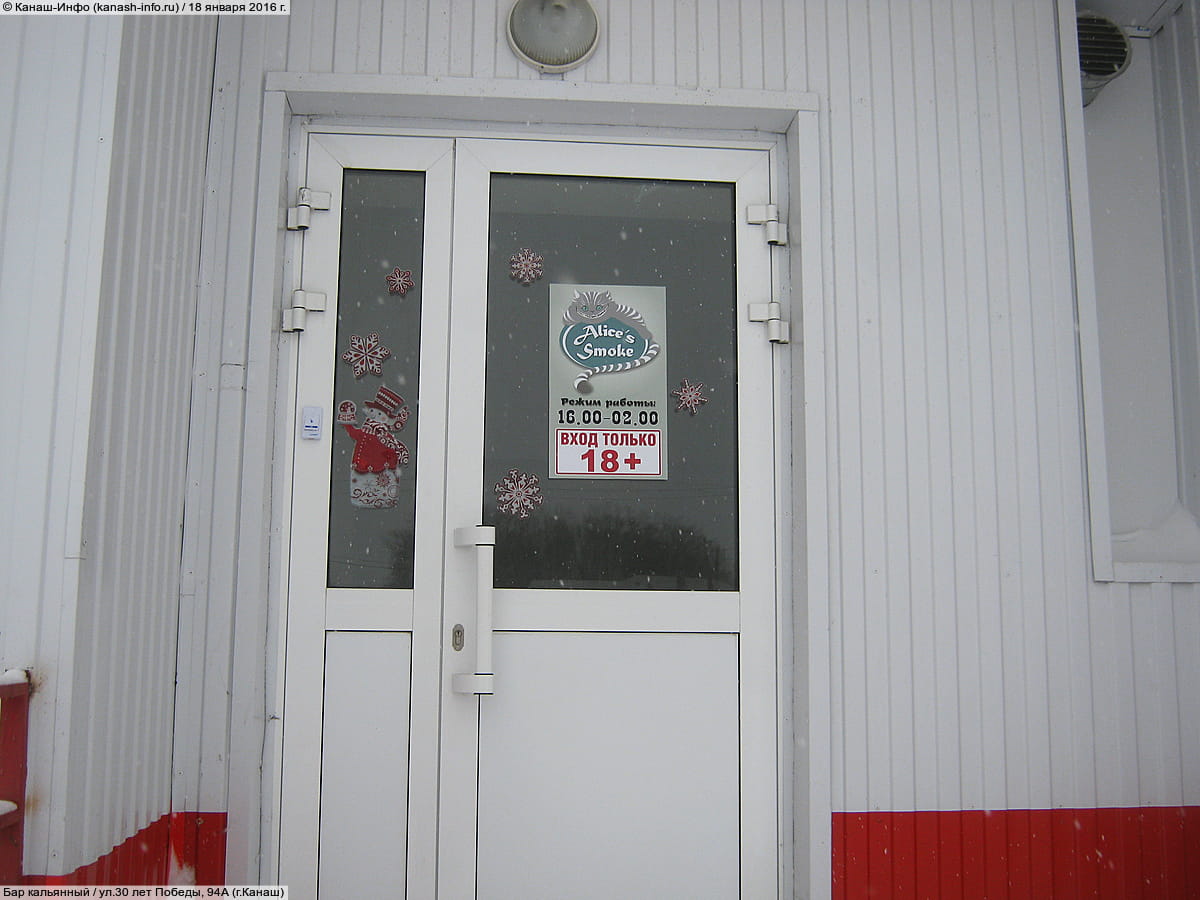 © Канаш-Инфо (kanash-info.ru) / 18 января 2016 г.
Alice's
Smoke
Режим работы:
16.00-02.00
ВХОД ТОЛЬКО
18+
Бар кальянный / ул.30 лет Победы, 94А (г.Канаш)